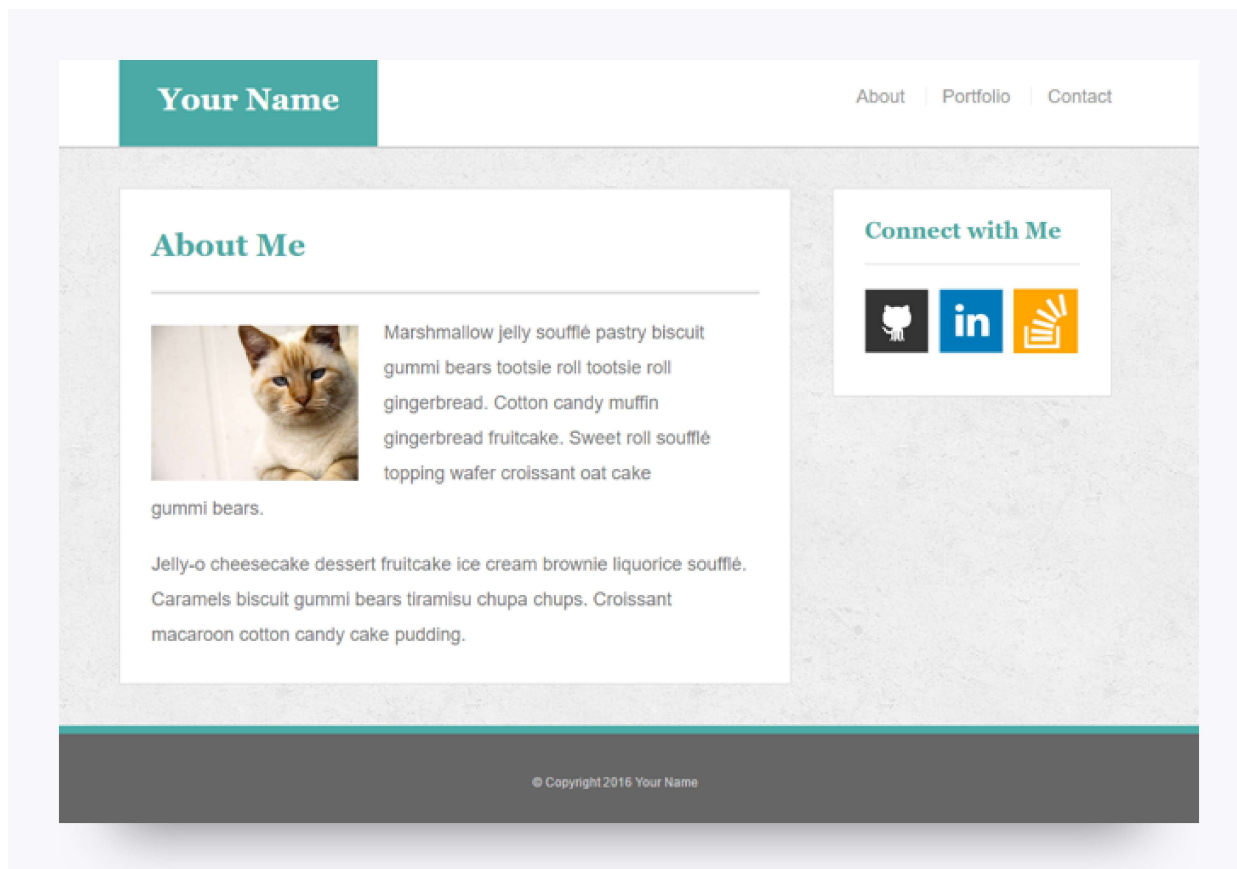 Your Name
About
Portfolio
Contact
About Me
Marshmallow jelly soufflé pastry biscuit
gummi bears tootsie roll tootsie roll
gingerbread. Cotton candy muffin
gingerbread fruitcake. Sweet roll soufflé
topping wafer croissant oat cake
gummi bears.
Jelly-o cheesecake dessert fruitcake ice cream brownie liquorice soufflé.
Caramels biscuit gummi bears tiramisu chupa chups. Croissant
macaroon cotton candy cake pudding.
Connect with Me
in
© Copyright 2016 Your Name